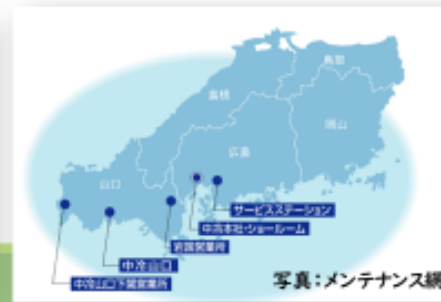 鳥取
島根
岡山
広島
山口
サービスステーション
中冷本社・ショールーム
岩国営業所
中冷山口
中冷山口下関営業所
写真:メンテナンス網